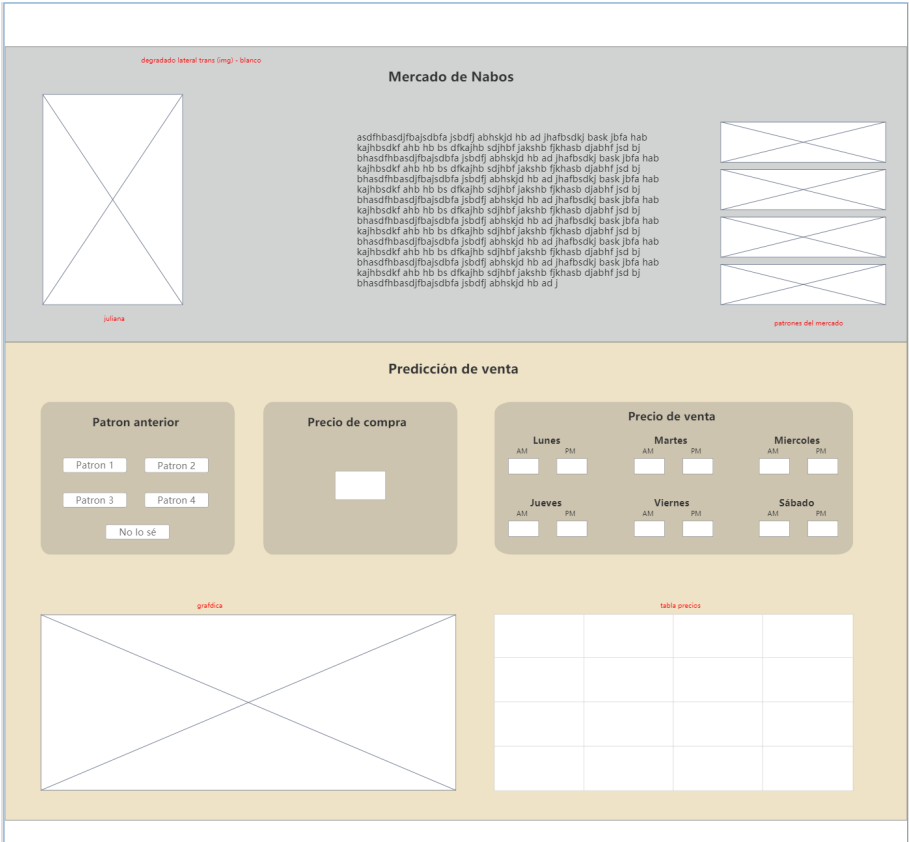 degradado lateral trans (img) - blanco
Mercado de Nabos
asdfhbasdjfbajsdbfa jsbdfj abhskjd hb ad jhafbsdkj bask jbfa hab
kajhbsdkf ahb hb bs dfkajhb sdjhbf jakshb fjkhasb djabhf jsd bj
bhasdfhbasdjfbajsdbfa jsbdfj abhskjd hb ad jhafbsdkj bask jbfa hab
kajhbsdkf ahb hb bs dfkajhb sdjhbf jakshb fjkhasb djabhf jsd bj
bhasdfhbasdjfbajsdbfa jsbdfj abhskjd hb ad jhafbsdkj bask jbfa hab
kajhbsdkf ahb hb bs dfkajhb sdjhbf jakshb fjkhasb djabhf jsd bj
bhasdfhbasdjfbajsdbfa jsbdfj abhskjd hb ad jhafbsdkj bask jbfa hab
kajhbsdkf ahb hb bs dfkajhb sdjhbf jakshb fjkhasb djabhf jsd bj
bhasdfhbasdjfbajsdbfa jsbdfj abhskjd hb ad jhafbsdkj bask jbfa hab
kajhbsdkf ahb hb bs dfkajhb sdjhbf jakshb fjkhasb djabhf jsd bj
bhasdfhbasdjfbajsdbfa jsbdfj abhskjd hb ad jhafbsdkj bask jbfa hab
kajhbsdkf ahb hb bs dfkajhb sdjhbf jakshb fjkhasb djabhf jsd bj
bhasdfhbasdjfbajsdbfa jsbdfj abhskjd hb ad jhafbsdkj bask jbfa hab
kajhbsdkf ahb hb bs dfkajhb sdjhbf jakshb fjkhasb djabhf jsd bj
bhasdfhbasdjfbajsdbfa jsbdfj abhskjd hb ad j
juliana
patrones del mercado
Predicción de venta
Patron anterior
Patron 1 Patron 2
Patron 3 Patron 4
No lo sé
Precio de compra
Precio de venta
Lunes Martes Miercoles
AM PM AM PM AM PM
Jueves Viernes Sábado
AM PM AM PM AM PM
grafdica
tabla precios